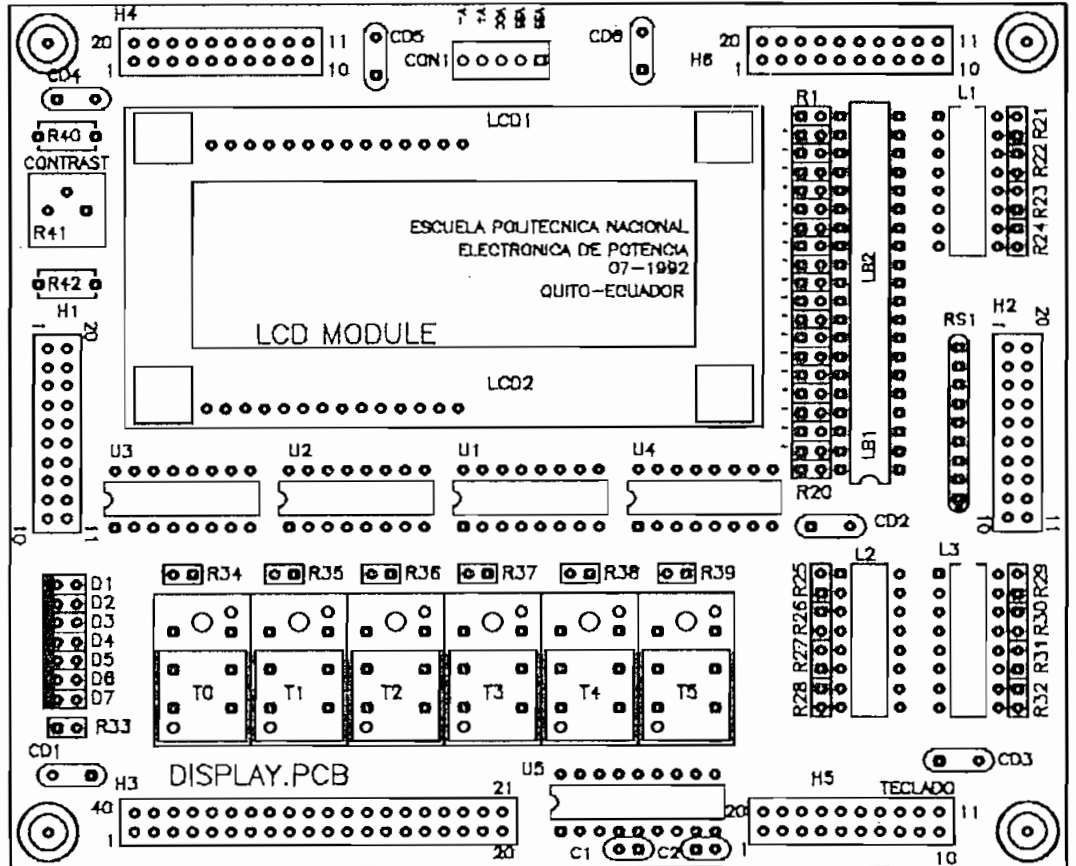 H4
20
11
1
10
CD5
CON1
V-
V+
VCC
CD6
H6
20
11
1
10
CD4
R40
CONTRAST
R41
R42
LCD1
ESCUELA POLITECNICA NACIONAL
ELECTRONICA DE POTENCIA
07-1992
QUITO-ECUADOR
LCD MODULE
LCD2
R1
LB2
LB1
R20
L1
R21
R22
R23
R24
H1
1
20
10
11
RS1
H2
1
20
10
11
U3
U2
U1
U4
CD2
D1
D2
D3
D4
D5
D6
D7
R33
R34
R35
R36
R37
R38
R39
T0
T1
T2
T3
T4
T5
L2
L3
R25
R26
R27
R28
R29
R30
R31
R32
CD1
H3
DISPLAY.PCB
21
40
1
20
U5
C1
C2
CD3
H5
TECLADO
20
11
1
10